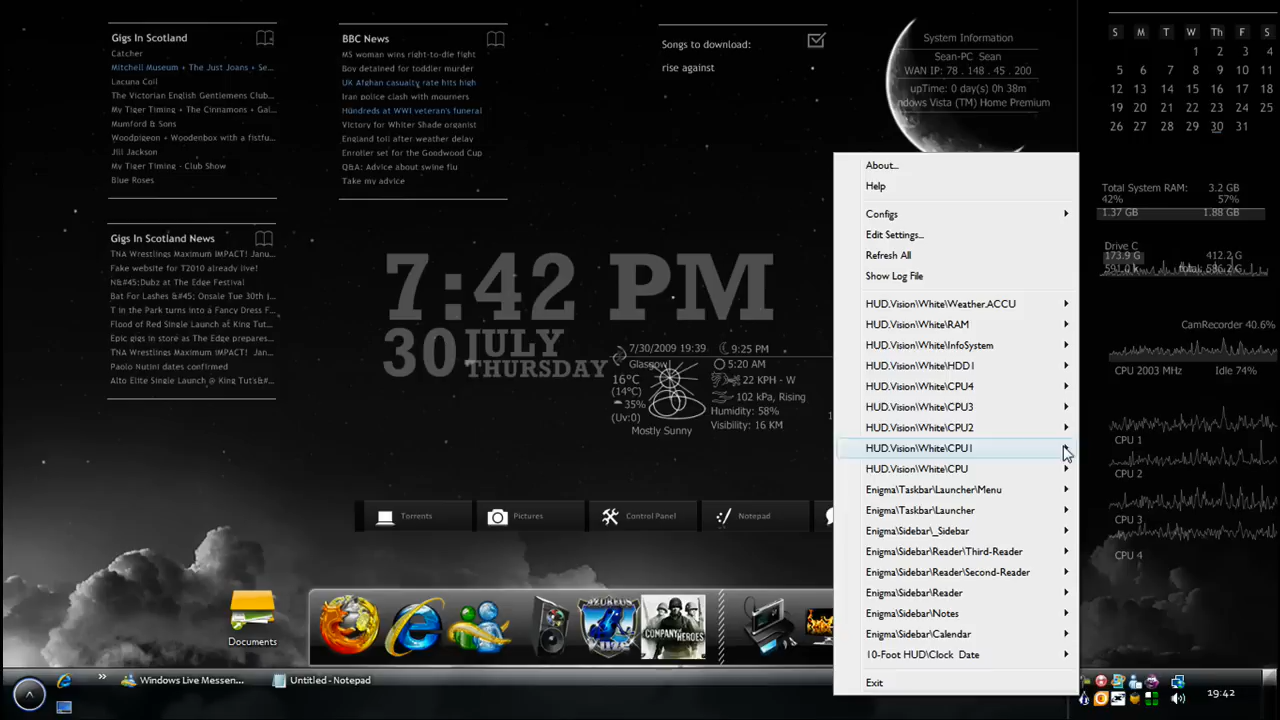 Gigs In Scotland
Catcher
Mitchell Museum + The Just Joans + Se...
Lacuna Coil
The Victorian English Gentlemens Club...
My Tiger Timing + The Cinnamons + Gal...
Mumford & Sons
Woodpigeon + Woodenbox with a fistfu...
Jill Jackson
My Tiger Timing - Club Show
Blue Roses
Gigs In Scotland News
TNA Wrestlings Maximum IMPACT! Janu...
Fake website for T2010 already live!
N&#45;Dubz at The Edge Festival
Bat For Lashes &#45; Onsale Tue 30th J...
T in the Park turns into a Fancy Dress F...
Flood of Red Single Launch at King Tut...
Epic gigs in store as The Edge prepares...
TNA Wrestlings Maximum IMPACT! Janu...
Paolo Nutini dates confirmed
Alto Elite Single Launch @ King Tut's&#...
BBC News
MS woman wins right-to-die fight
Boy detained for toddler murder
UK Afghan casualty rate hits high
Iran police clash with mourners
Hundreds at WWI veteran's funeral
Victory for Whiter Shade organist
England toil after weather delay
Enroller set for the Goodwood Cup
Q&A: Advice about swine flu
Take my advice
Songs to download:
rise against
System Information
Sean-PC Sean
WAN IP: 78 . 148 . 45 . 200
upTime: 0 day(s) 0h 38m
ndows Vista (TM) Home Premium
S M T W Th F S
1 2 3 4
5 6 7 8 9 10 11
12 13 14 15 16 17 18
19 20 21 22 23 24 25
26 27 28 29 30 31
Total System RAM: 3.2 GB
42% 57%
1.37 GB 1.88 GB
Drive C
173.9 G 412.2 G
591.0 k total: 586.2 G
CamRecorder 40.6%
CPU 2003 MHz Idle 74%
CPU 1
CPU 2
CPU 3
CPU 4
7:42 PM
30 JULY
THURSDAY
7/30/2009 19:39
Glasgow
16°C
(14°C)
35%
(Uv:0)
Mostly Sunny
9:25 PM
5:20 AM
22 KPH - W
102 kPa, Rising
Humidity: 58%
Visibility: 16 KM
About...
Help
Configs
Edit Settings...
Refresh All
Show Log File
HUD.Vision\White\Weather.ACCU
HUD.Vision\White\RAM
HUD.Vision\White\InfoSystem
HUD.Vision\White\HDD1
HUD.Vision\White\CPU4
HUD.Vision\White\CPU3
HUD.Vision\White\CPU2
HUD.Vision\White\CPU1
HUD.Vision\White\CPU
Enigma\Taskbar\Launcher\Menu
Enigma\Taskbar\Launcher
Enigma\Sidebar\_Sidebar
Enigma\Sidebar\Reader\Third-Reader
Enigma\Sidebar\Reader\Second-Reader
Enigma\Sidebar\Reader
Enigma\Sidebar\Notes
Enigma\Sidebar\Calendar
10-Foot HUD\Clock Date
Exit
Torrents Pictures Control Panel Notepad
Documents
COMPANY HEROES
Windows Live Messen... Untitled - Notepad
19:42